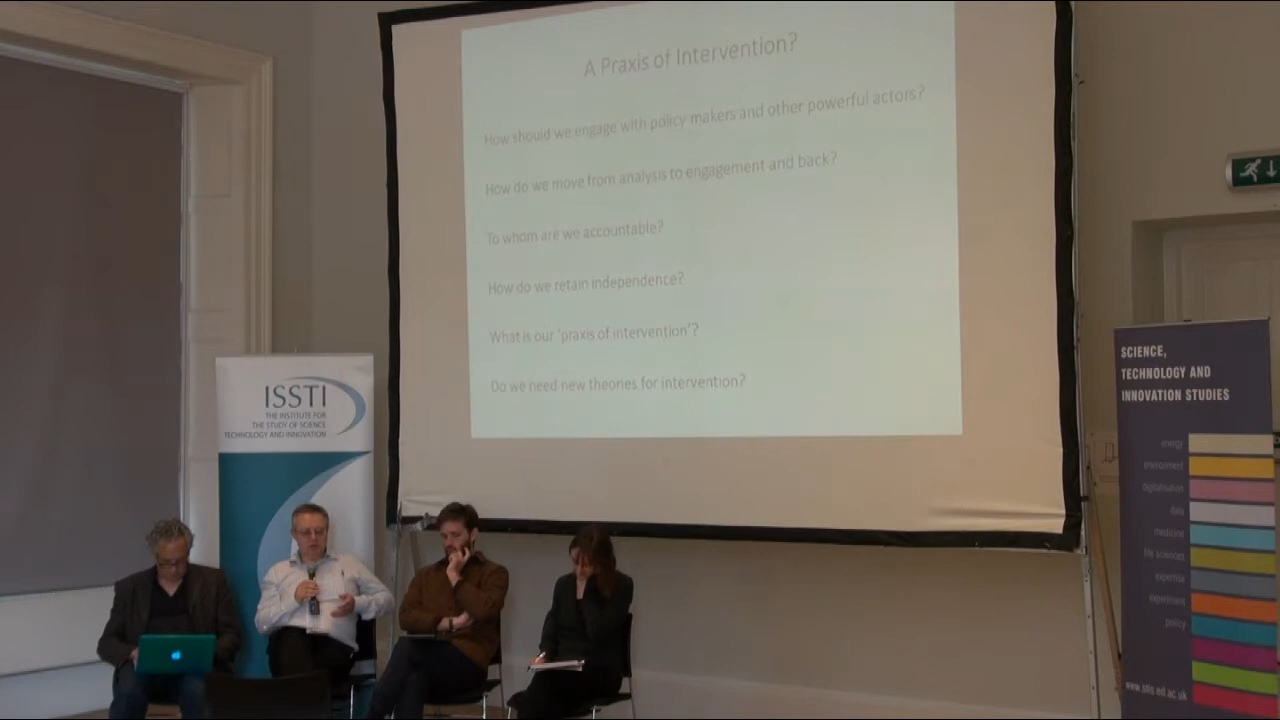 A Praxis of Intervention?
How should we engage with policy makers and other powerful actors?
How do we move from analysis to engagement and back?
To whom are we accountable?
How do we retain independence?
What is our 'praxis of intervention'?
Do we need new theories for intervention?
ISSTI
THE INSTITUTE FOR
THE STUDY OF SCIENCE
TECHNOLOGY AND INNOVATION
SCIENCE,
TECHNOLOGY AND
INNOVATION STUDIES
energy
environment
digitalisation
data
medicine
life sciences
expertise
experiment
policy
www.stis.ed.ac.uk